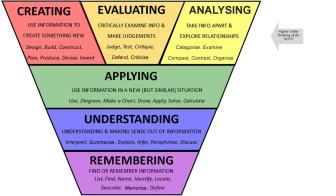 CREATING
USE INFORMATION TO
CREATE SOMETHING NEW
Design, Build, Construct,
Plan, Produce, Devise, Invent
EVALUATING
CRITICALLY EXAMINE INFO &
MAKE JUDGEMENTS
Judge, Test, Critique,
Defend, Criticise
ANALYSING
TAKE INFO APART &
EXPLORE RELATIONSHIPS
Categorise, Examine
Compare, Contrast, Organise
Higher order
thinking skills
APPLYING
USE INFORMATION IN A NEW (BUT SIMILAR) SITUATION
Use, Diagram, Make a Chart, Draw, Apply, Solve, Calculate
UNDERSTANDING
UNDERSTANDING & MAKING SENSE OUT OF INFORMATION
Interpret, Summarise, Explain, Infer, Paraphrase, Discuss
REMEMBERING
FIND OR REMEMBER INFORMATION
List, Find, Name, Identify, Locate,
Describe, Memorise, Define